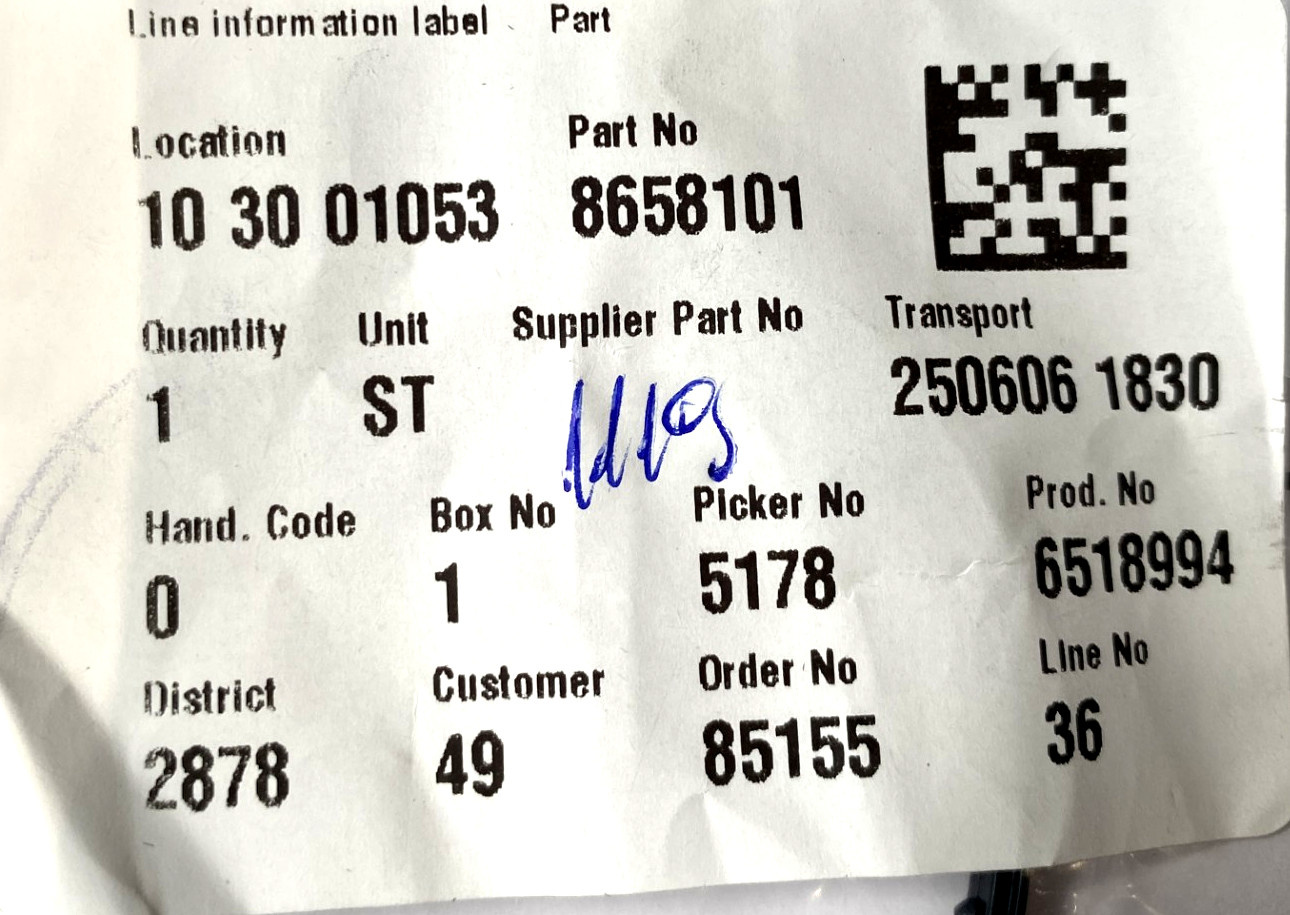 Line information label Part
Location Part No
10 30 01053 8658101
Quantity Unit Supplier Part No Transport
1 ST 250606 1830
Hand. Code Box No Picker No Prod. No
0 1 5178 6518994
District Customer Order No Line No
2878 49 85155 36